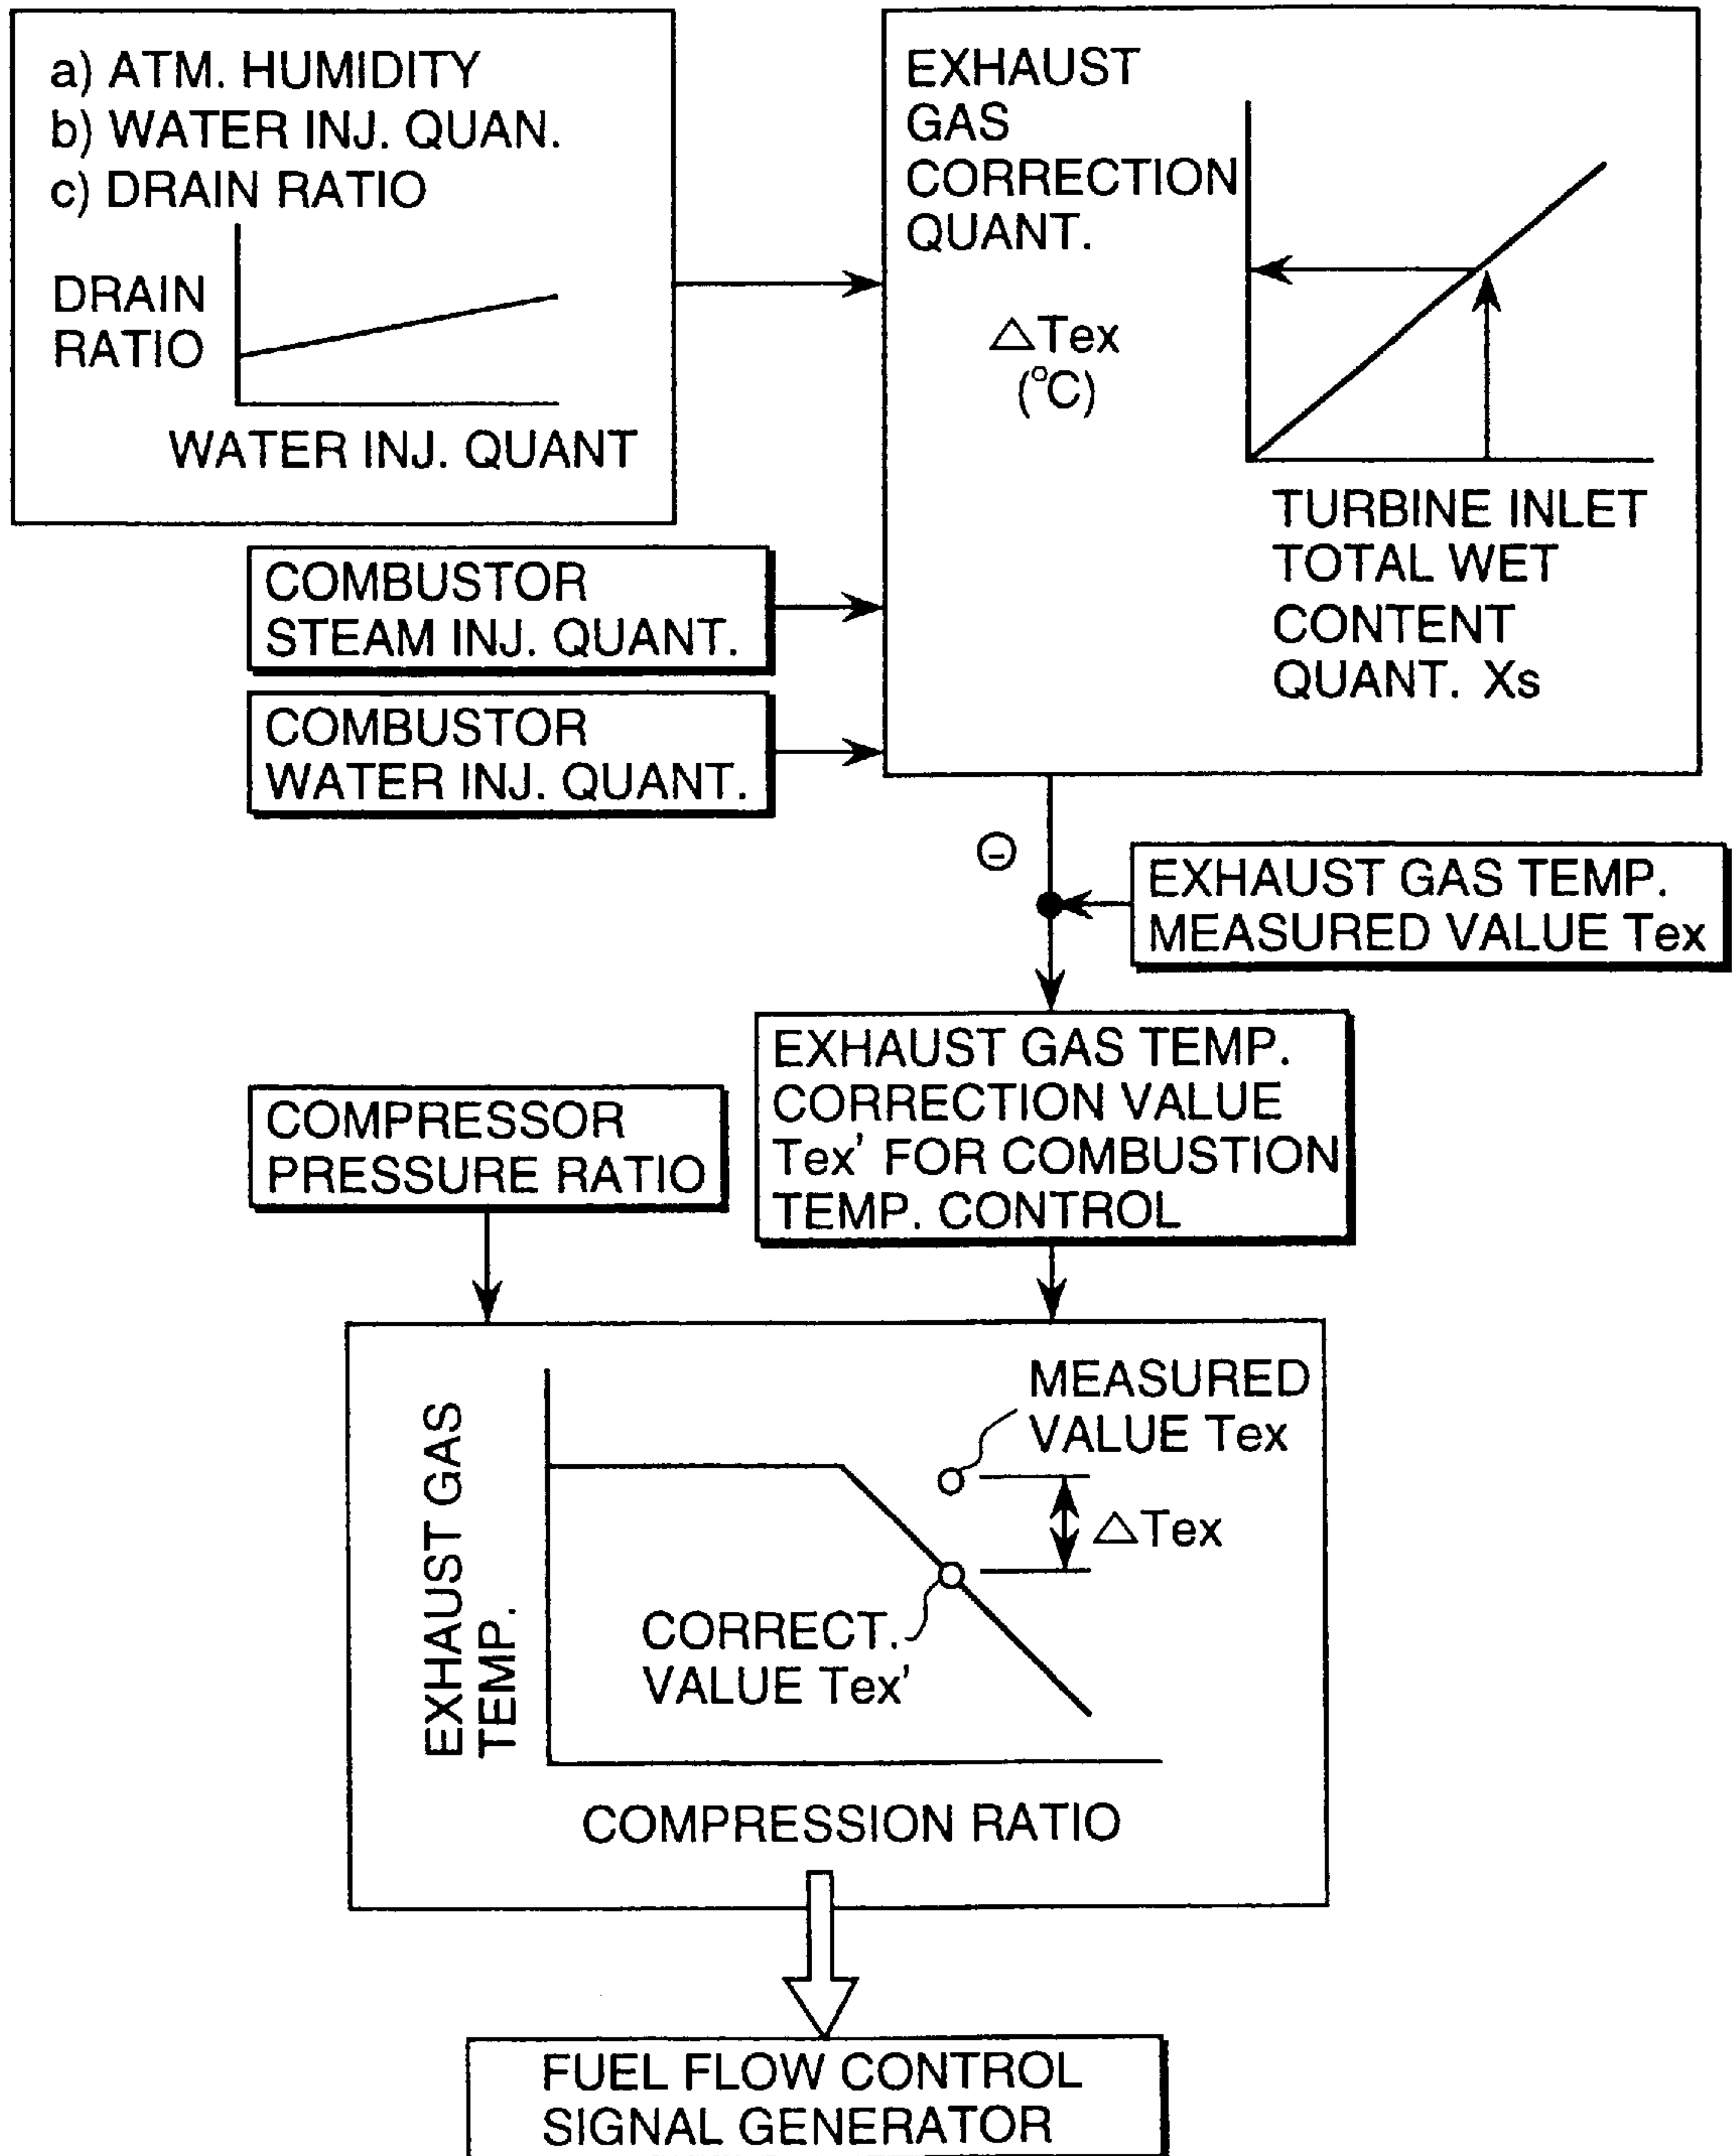 a) ATM. HUMIDITY
b) WATER INJ. QUAN.
c) DRAIN RATIO
DRAIN
RATIO
WATER INJ. QUANT
EXHAUST
GAS
CORRECTION
QUANT.
△Tex
(°C)
TURBINE INLET
TOTAL WET
CONTENT
QUANT. Xs
COMBUSTOR
STEAM INJ. QUANT.
COMBUSTOR
WATER INJ. QUANT.
⊖
EXHAUST GAS TEMP.
MEASURED VALUE Tex
EXHAUST GAS TEMP.
CORRECTION VALUE
Tex' FOR COMBUSTION
TEMP. CONTROL
COMPRESSOR
PRESSURE RATIO
EXHAUST GAS
TEMP.
MEASURED
VALUE Tex
△Tex
CORRECT.
VALUE Tex'
COMPRESSION RATIO
FUEL FLOW CONTROL
SIGNAL GENERATOR